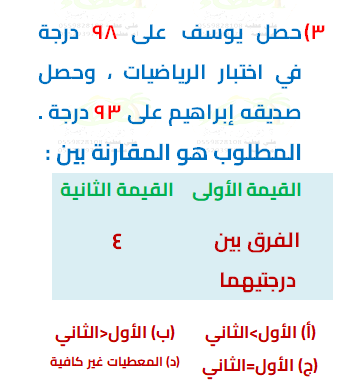 ٣) حصل يوسف على ٩٨ درجة
في اختبار الرياضيات ، وحصل
صديقه إبراهيم على ٩٣ درجة .
المطلوب هو المقارنة بين :
القيمة الأولى القيمة الثانية
الفرق بين ٤
درجتيهما
(أ) الأول>الثاني (ب) الأول<الثاني
(ج) الأول=الثاني (د) المعطيات غير كافية